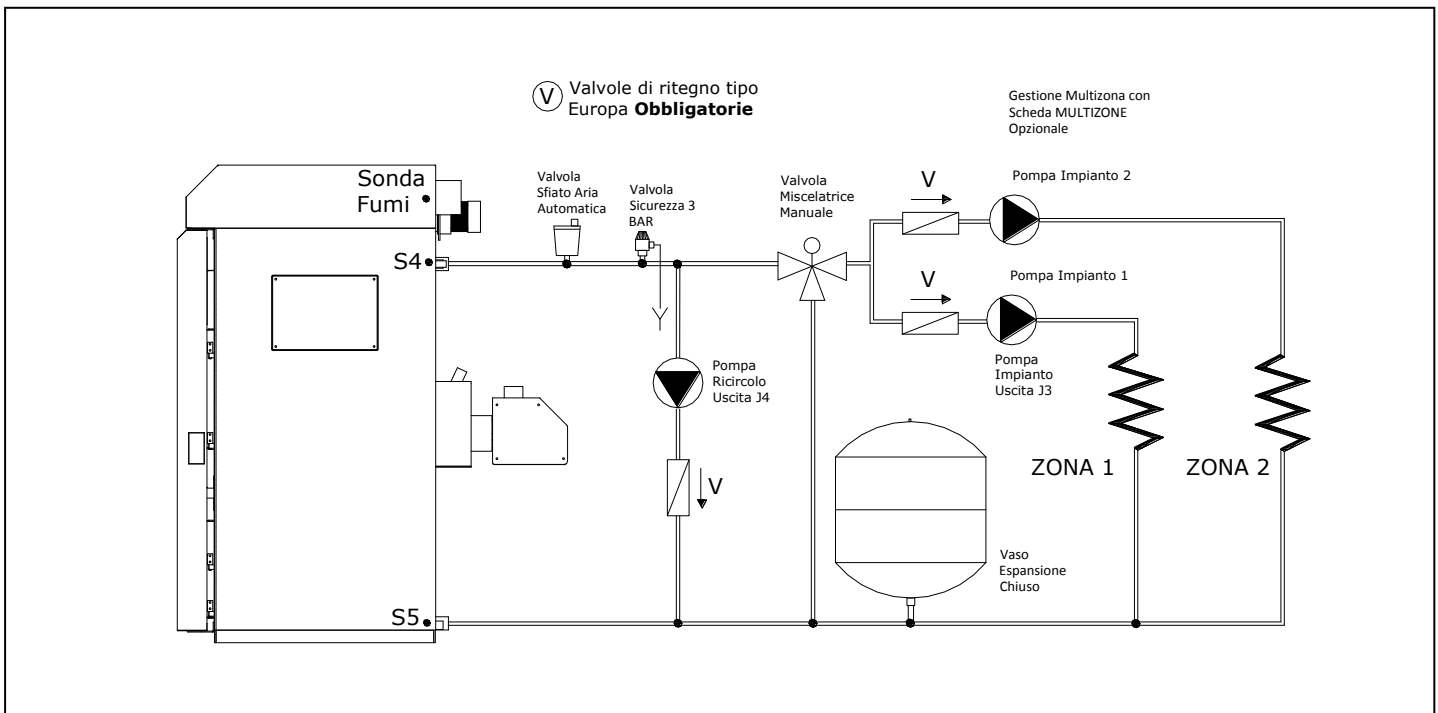 V
Valvole di ritegno tipo
Europa Obbligatorie
Gestione Multizona con
Scheda MULTIZONE
Opzionale
Sonda
Fumi
Valvola
Sfiato Aria
Automatica
Valvola
Sicurezza 3
BAR
Valvola
Miscelatrice
Manuale
V
Pompa Impianto 2
S4
V
Pompa Impianto 1
Pompa
Ricircolo
Uscita J4
Pompa
Impianto
Uscita J3
V
ZONA 1
ZONA 2
Vaso
Espansione
Chiuso
S5